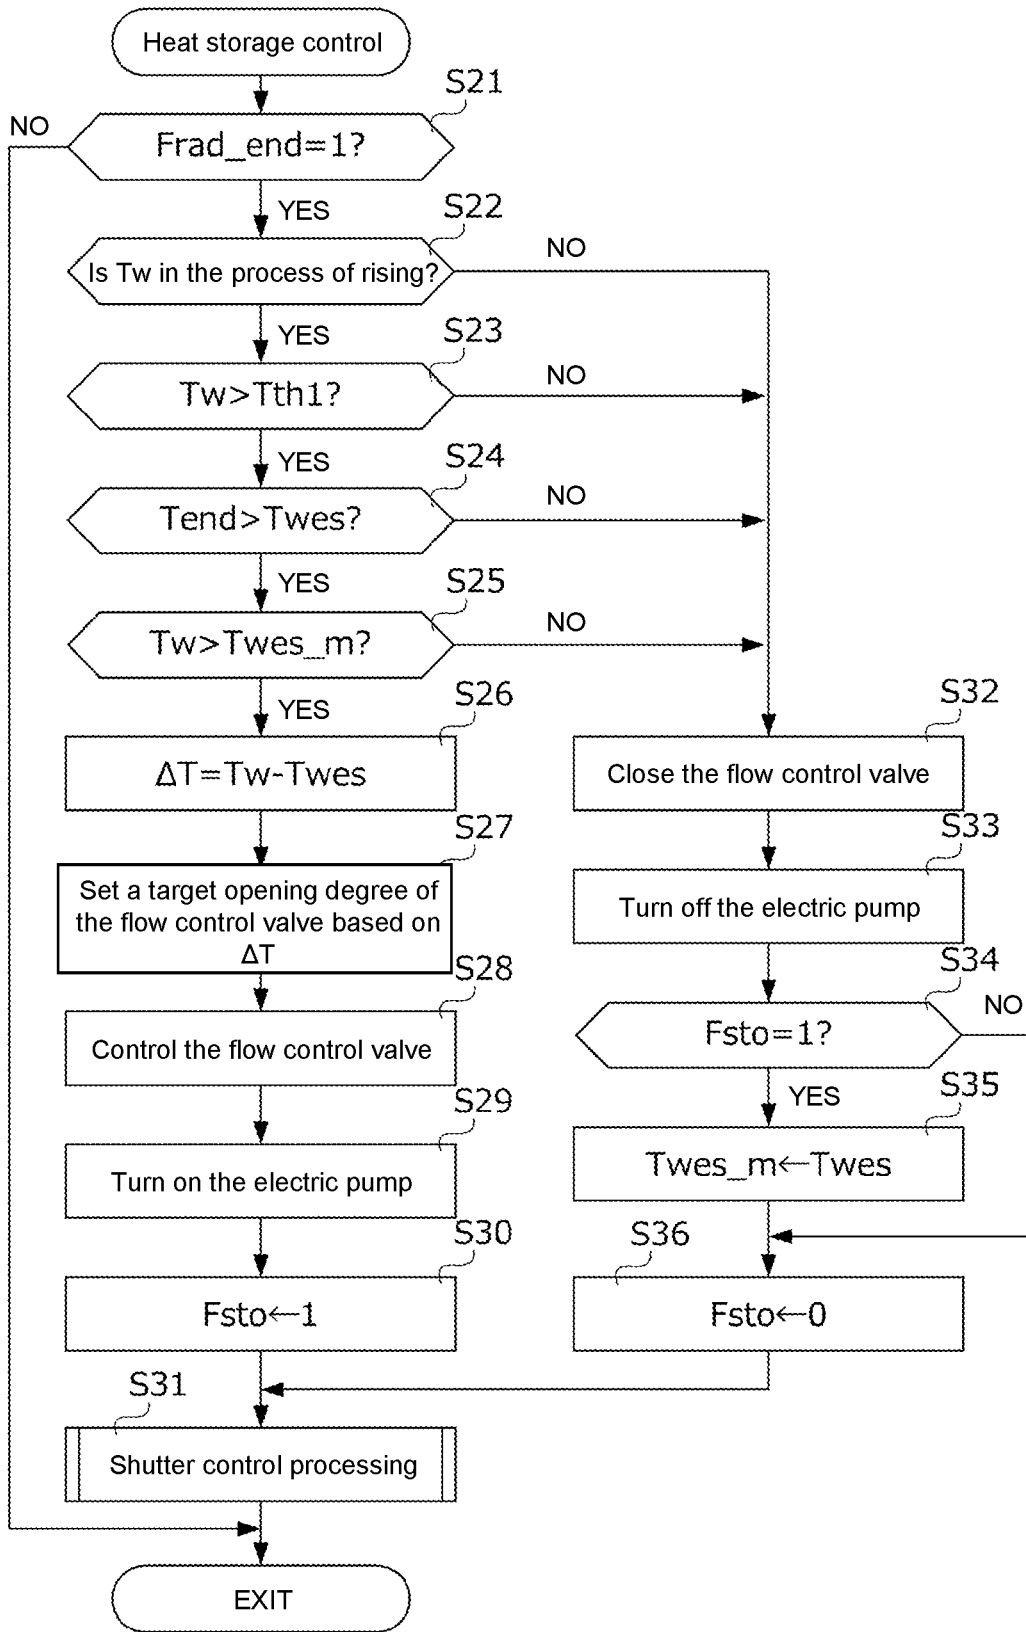 Heat storage control
S21
NO
Frad_end=1?
YES
S22
NO
Is Tw in the process of rising?
YES
S23
NO
Tw>Tth1?
YES
S24
NO
Tend>Twes?
YES
S25
NO
Tw>Twes_m?
YES
S26
ΔT=Tw-Twes
S27
Set a target opening degree of
the flow control valve based on
ΔT
S28
Control the flow control valve
S29
Turn on the electric pump
S30
Fsto←1
S32
Close the flow control valve
S33
Turn off the electric pump
S34
NO
Fsto=1?
YES
S35
Twes_m←Twes
S36
Fsto←0
S31
Shutter control processing
EXIT